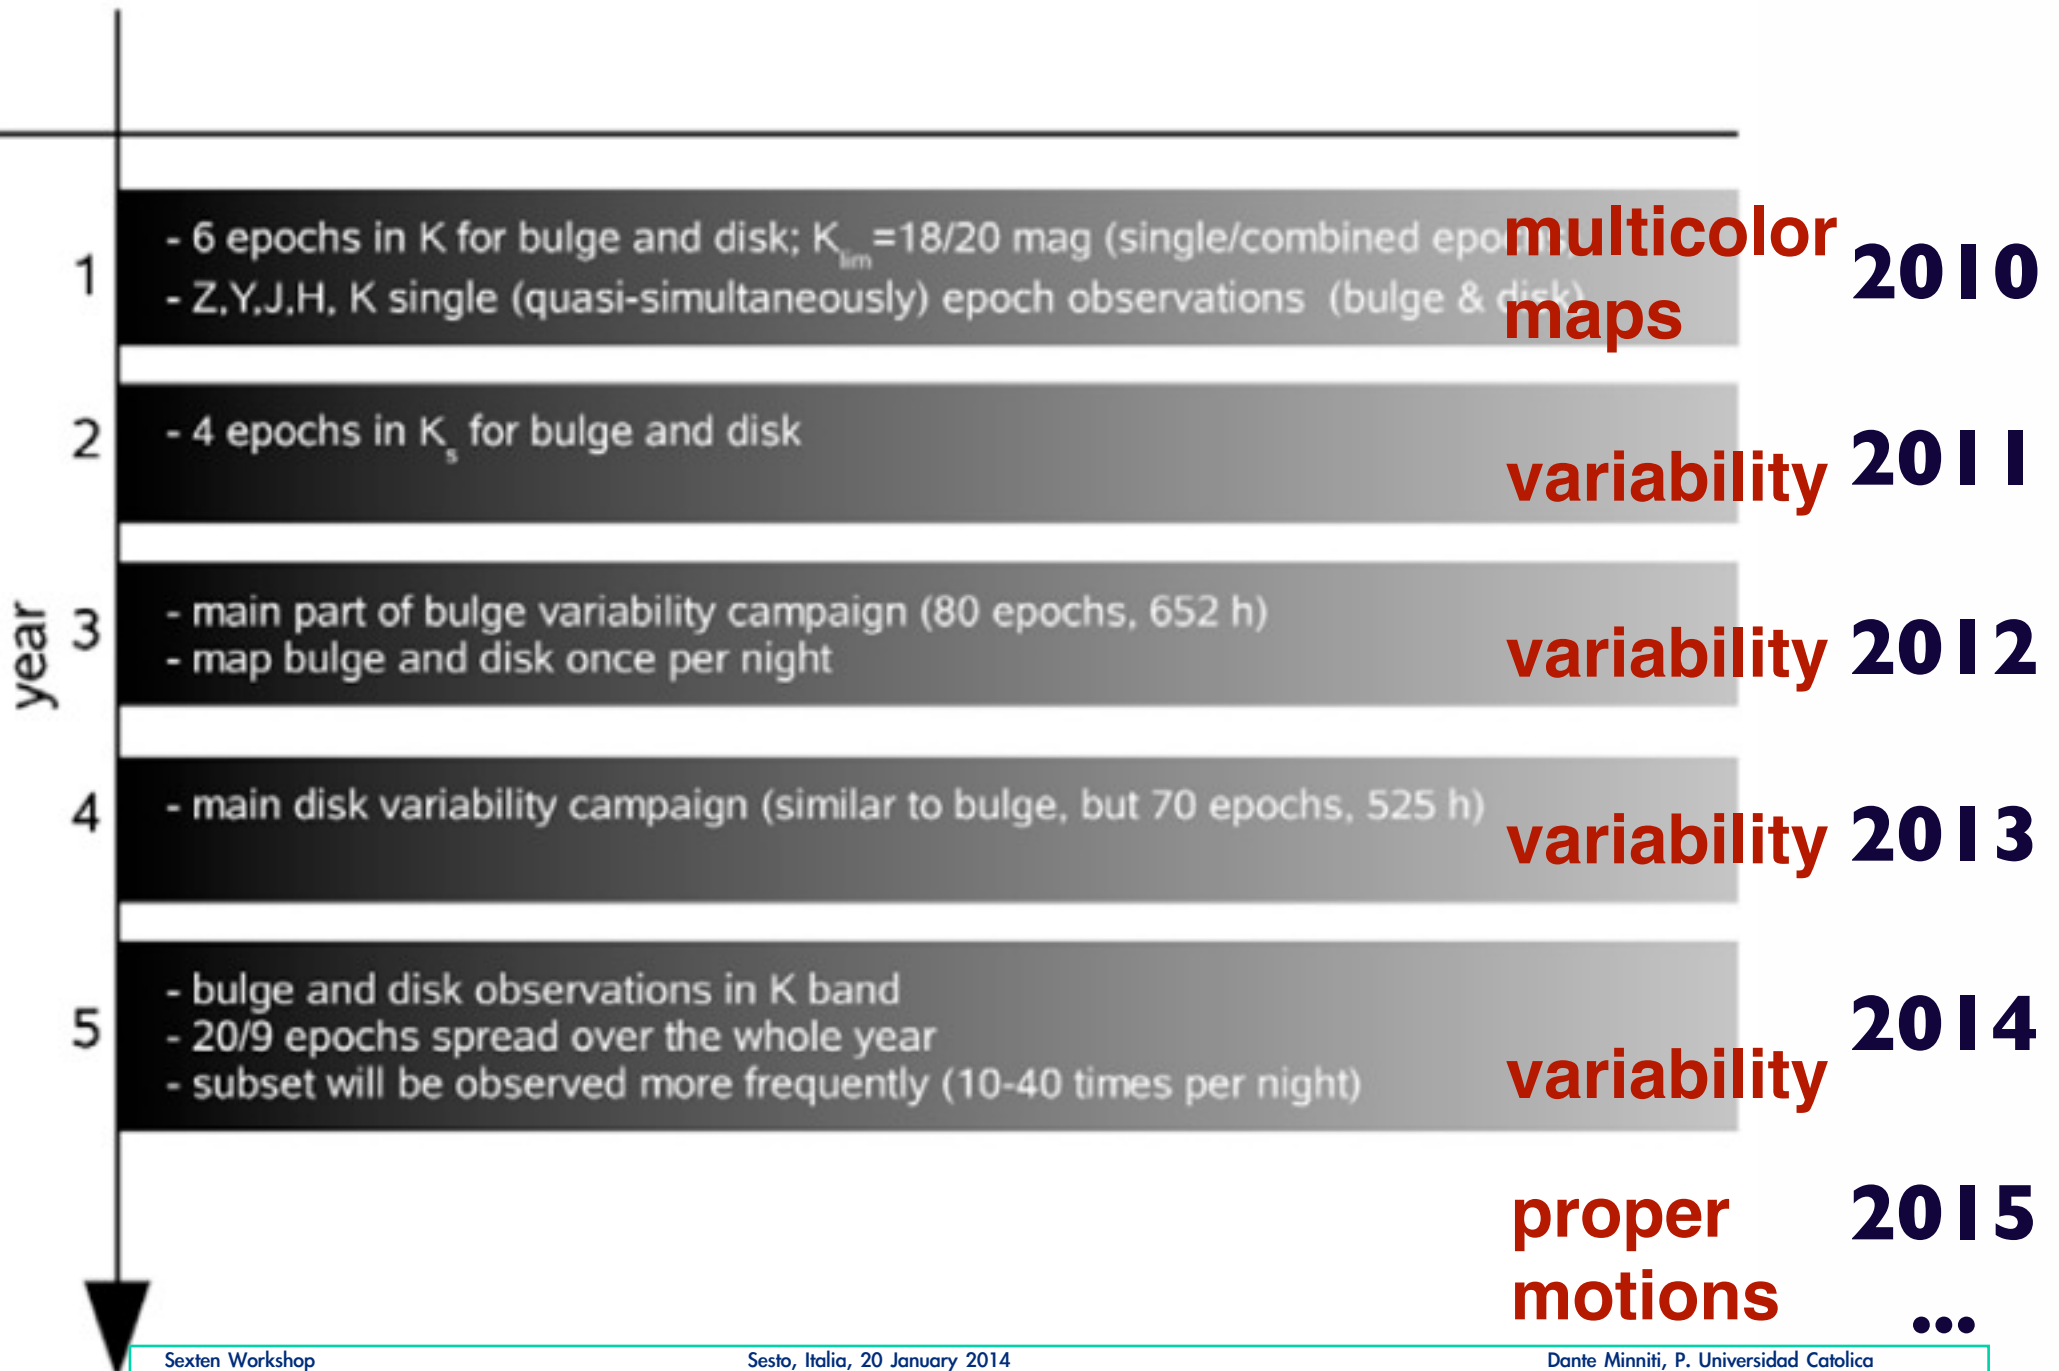 year
1
- 6 epochs in K for bulge and disk; Klim=18/20 mag (single/combined epochs
- Z,Y,J,H, K single (quasi-simultaneously) epoch observations (bulge & disk)
multicolor
maps
2010
2
- 4 epochs in Ks for bulge and disk
variability
2011
3
- main part of bulge variability campaign (80 epochs, 652 h)
- map bulge and disk once per night
variability
2012
4
- main disk variability campaign (similar to bulge, but 70 epochs, 525 h)
variability
2013
5
- bulge and disk observations in K band
- 20/9 epochs spread over the whole year
- subset will be observed more frequently (10-40 times per night)
variability
2014
proper
motions
2015
...
Sexten Workshop
Sesto, Italia, 20 January 2014
Dante Minniti, P. Universidad Catolica